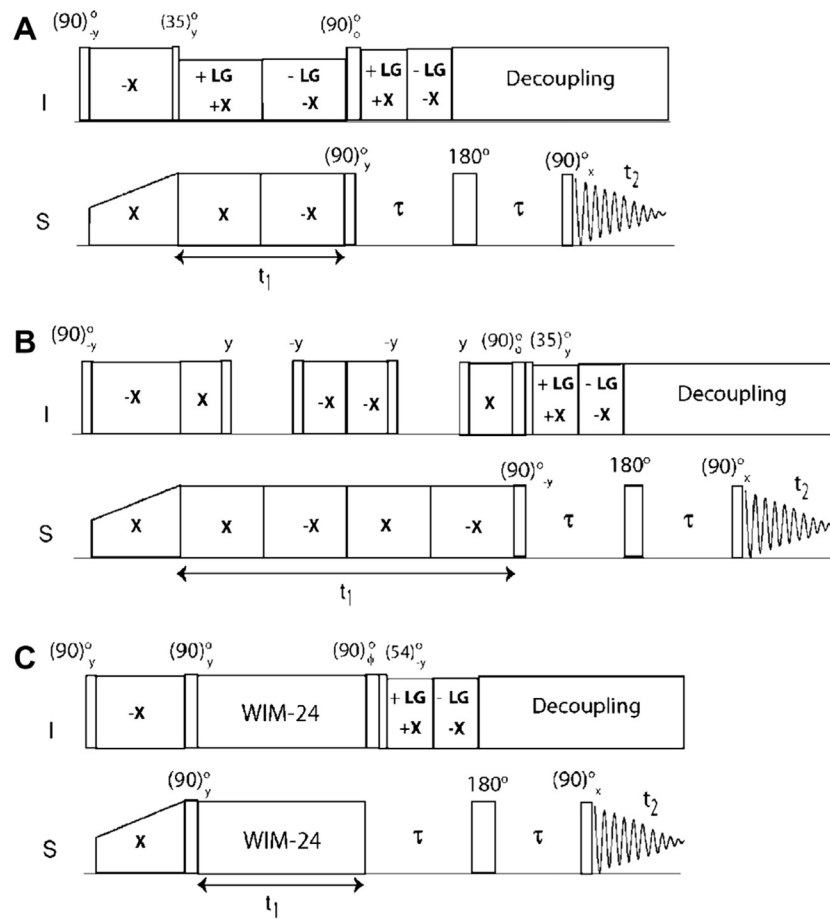 A
(90)°-y (35)°y (90)°φ
-X + LG - LG + LG - LG Decoupling
+X -X +X -X
I
(90)°y 180° (90)°x t2
X X -X τ τ
S
t1
B
(90)°-y y -y -y y (90)°φ (35)°y
-X X -X -X X + LG - LG Decoupling
+X -X
I
(90)°-y 180° (90)°x t2
X X -X X -X τ τ
S
t1
C
(90)°y (90)°y (90)°ϕ (54)°-y
-X WIM-24 + LG - LG Decoupling
+X -X
I
(90)°y 180° (90)°x t2
X WIM-24 τ τ
S
t1